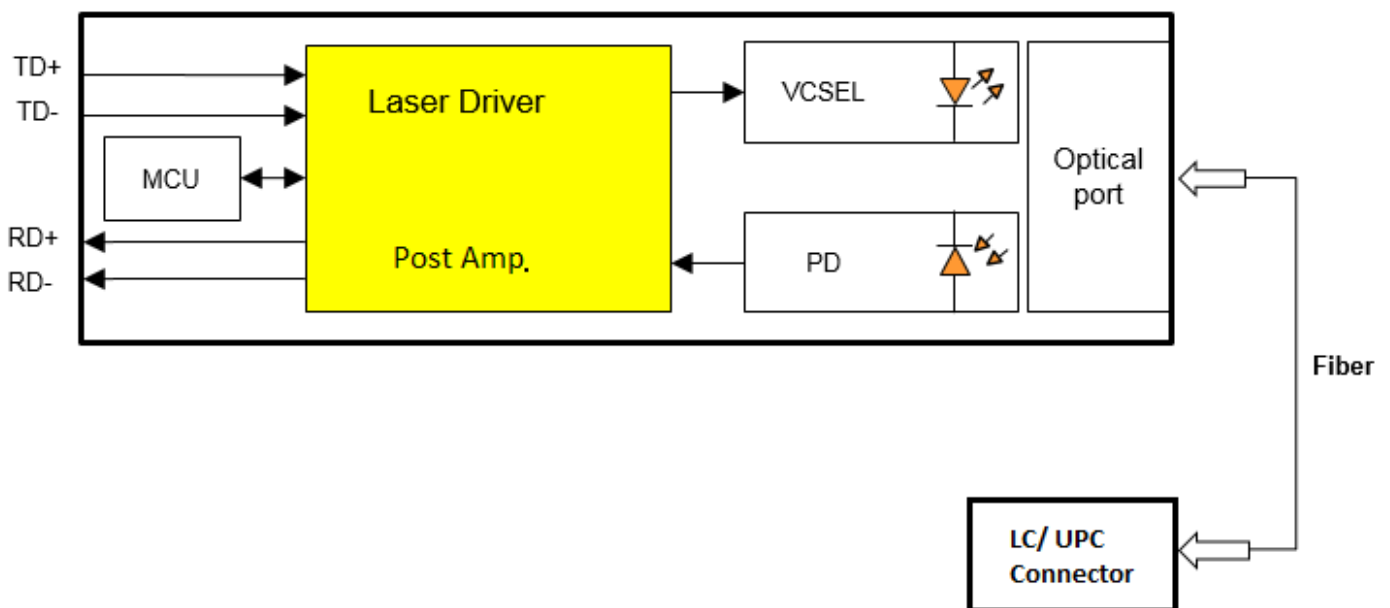 TD+
TD-
MCU
RD+
RD-
Laser Driver
Post Amp.
VCSEL
PD
Optical
port
Fiber
LC/ UPC
Connector